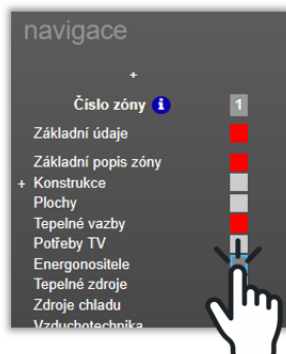 navigace
+
Číslo zóny i 1
Základní údaje
Základní popis zóny
+ Konstrukce
Plochy
Tepelné vazby
Potřeby TV
Energonositele
Tepelné zdroje
Zdroje chladu
Vzduchotechnika